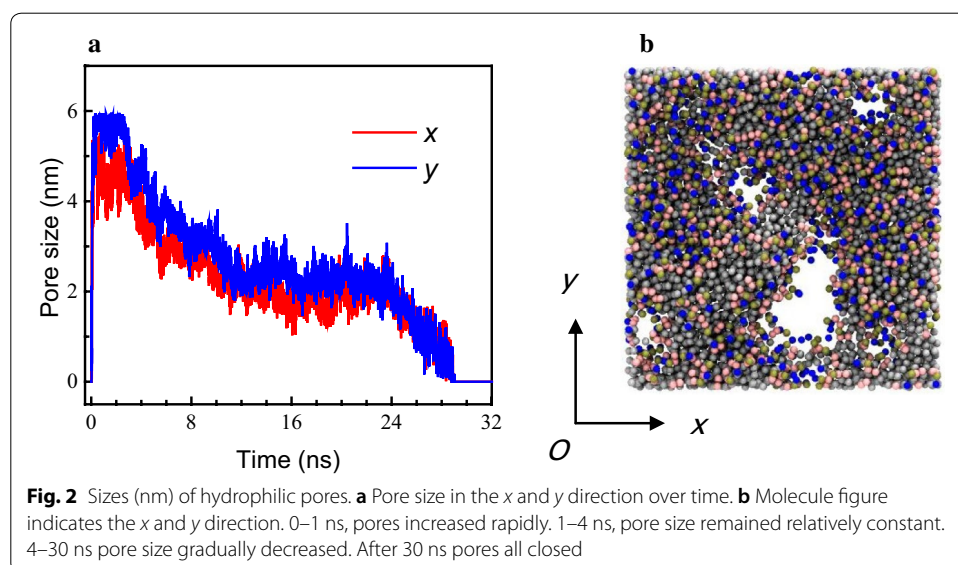 a
b
6
4
2
0
Pore size (nm)
x
y
0
8
16
24
32
Time (ns)
y
O
x
Fig. 2 Sizes (nm) of hydrophilic pores. a Pore size in the x and y direction over time. b Molecule figure
indicates the x and y direction. 0–1 ns, pores increased rapidly. 1–4 ns, pore size remained relatively constant.
4–30 ns pore size gradually decreased. After 30 ns pores all closed